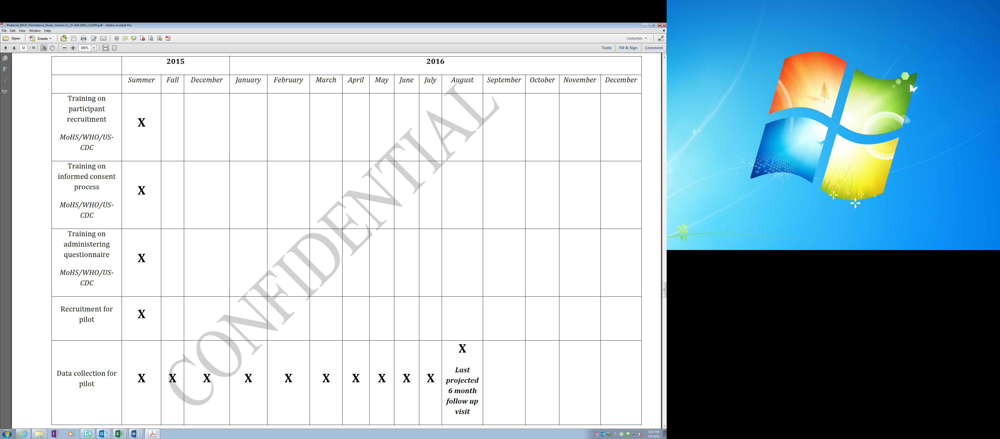 Protocol_EBOV_Persistence_Study_Version 12_25 JAN 2016_CLEAN.pdf - Adobe Acrobat Pro
File Edit View Window Help
Open Create Customize
32 / 50 194% Tools Fill & Sign Comment
2015 2016
Summer Fall December January February March April May June July August September October November December
Training on
participant
recruitment
X
MoHS/WHO/US-
CDC
Training on
informed consent
process
X
MoHS/WHO/US-
CDC
Training on
administering
questionnaire
X
MoHS/WHO/US-
CDC
Recruitment for
pilot
X
Data collection for
pilot
X X X X X X X X X X
X
Last
projected
6 month
follow up
visit
CONFIDENTIAL
5:02 PM
3/4/2016